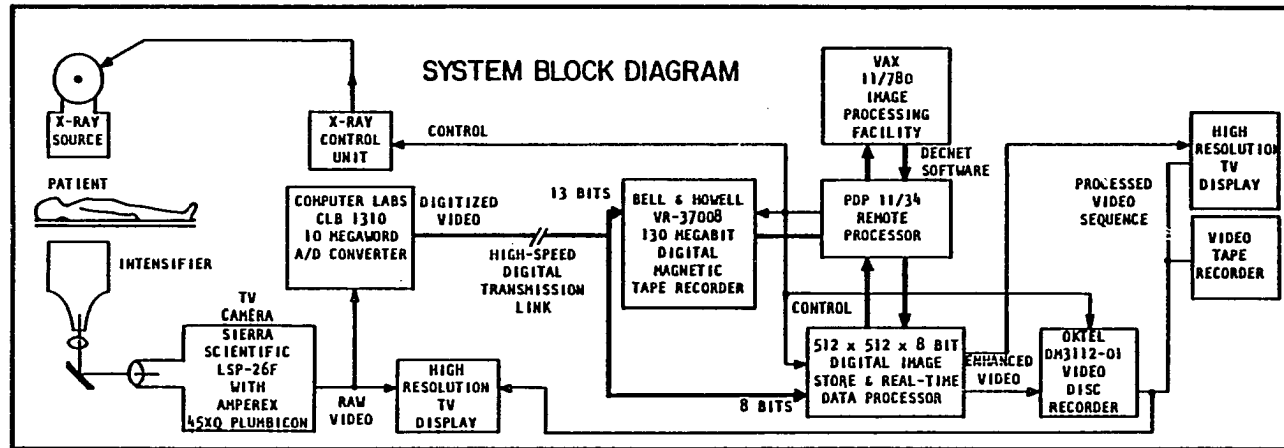 SYSTEM BLOCK DIAGRAM
X-RAY
SOURCE
X-RAY
CONTROL
UNIT
CONTROL
VAX
11/780
IMAGE
PROCESSING
FACILITY
DECNET
SOFTWARE
HIGH
RESOLUTION
TV
DISPLAY
PATIENT
COMPUTER LABS
CLB 1310
10 MEGAWORD
A/D CONVERTER
DIGITIZED
VIDEO
HIGH-SPEED
DIGITAL
TRANSMISSION
LINK
13 BITS
BELL & HOWELL
VR-3700B
130 MEGABIT
DIGITAL
MAGNETIC
TAPE RECORDER
PDP 11/34
REMOTE
PROCESSOR
PROCESSED
VIDEO
SEQUENCE
VIDEO
TAPE
RECORDER
INTENSIFIER
TV
CAMERA
SIERRA
SCIENTIFIC
LSP-26F
WITH
AMPEREX
45XQ PLUMBICON
RAW
VIDEO
HIGH
RESOLUTION
TV
DISPLAY
8 BITS
CONTROL
512 x 512 x 8 BIT
DIGITAL IMAGE
STORE & REAL-TIME
DATA PROCESSOR
ENHANCED
VIDEO
OKTEL
DM3112-01
VIDEO
DISC
RECORDER